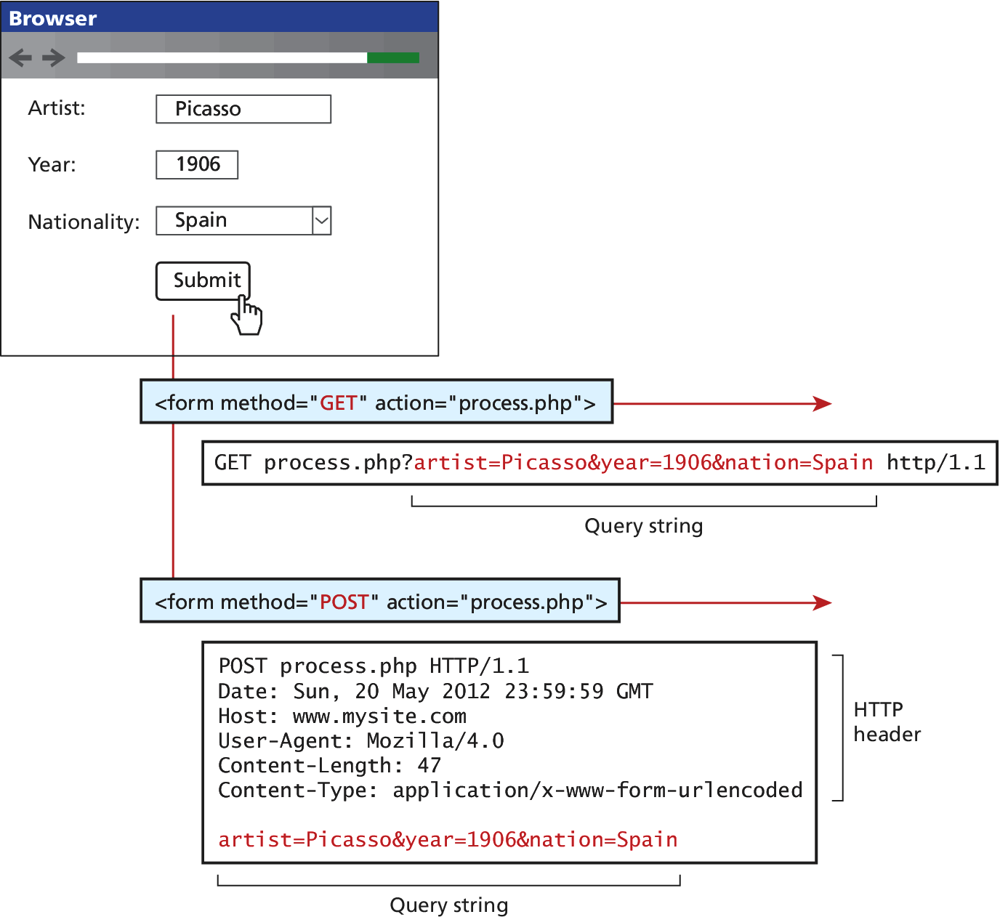 Browser
Artist: Picasso
Year: 1906
Nationality: Spain
Submit
<form method="GET" action="process.php">
GET process.php?artist=Picasso&year=1906&nation=Spain http/1.1
Query string
<form method="POST" action="process.php">
POST process.php HTTP/1.1
Date: Sun, 20 May 2012 23:59:59 GMT
Host: www.mysite.com
User-Agent: Mozilla/4.0
Content-Length: 47
Content-Type: application/x-www-form-urlencoded
HTTP
header
artist=Picasso&year=1906&nation=Spain
Query string